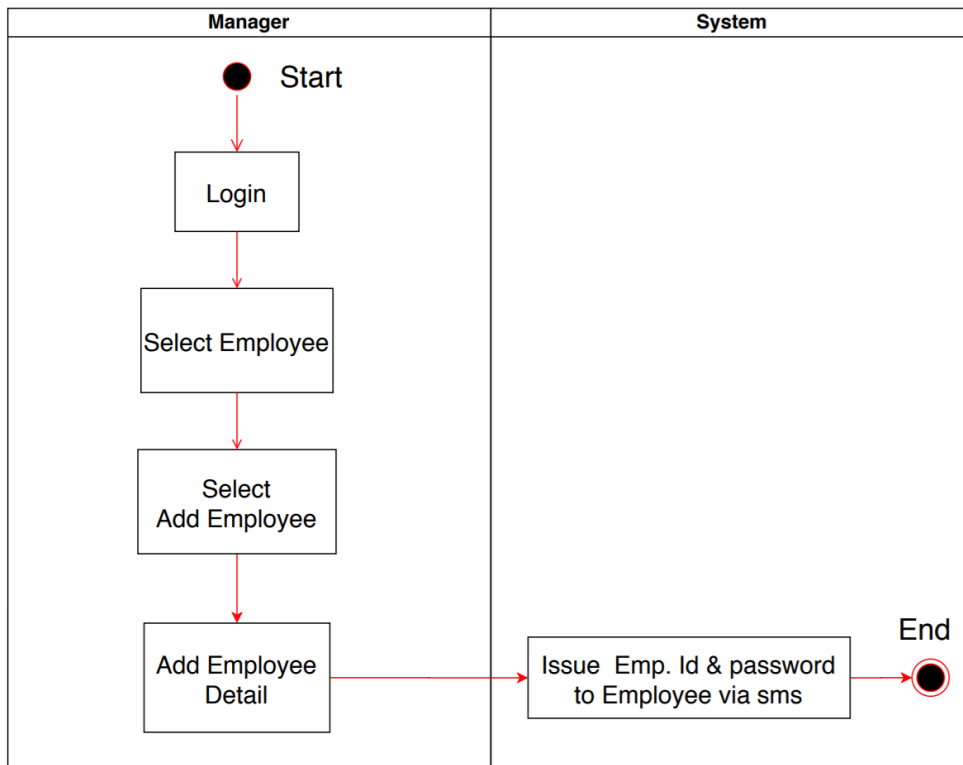 Manager
System
Start
Login
Select Employee
Select
Add Employee
Add Employee
Detail
Issue Emp. Id & password
to Employee via sms
End